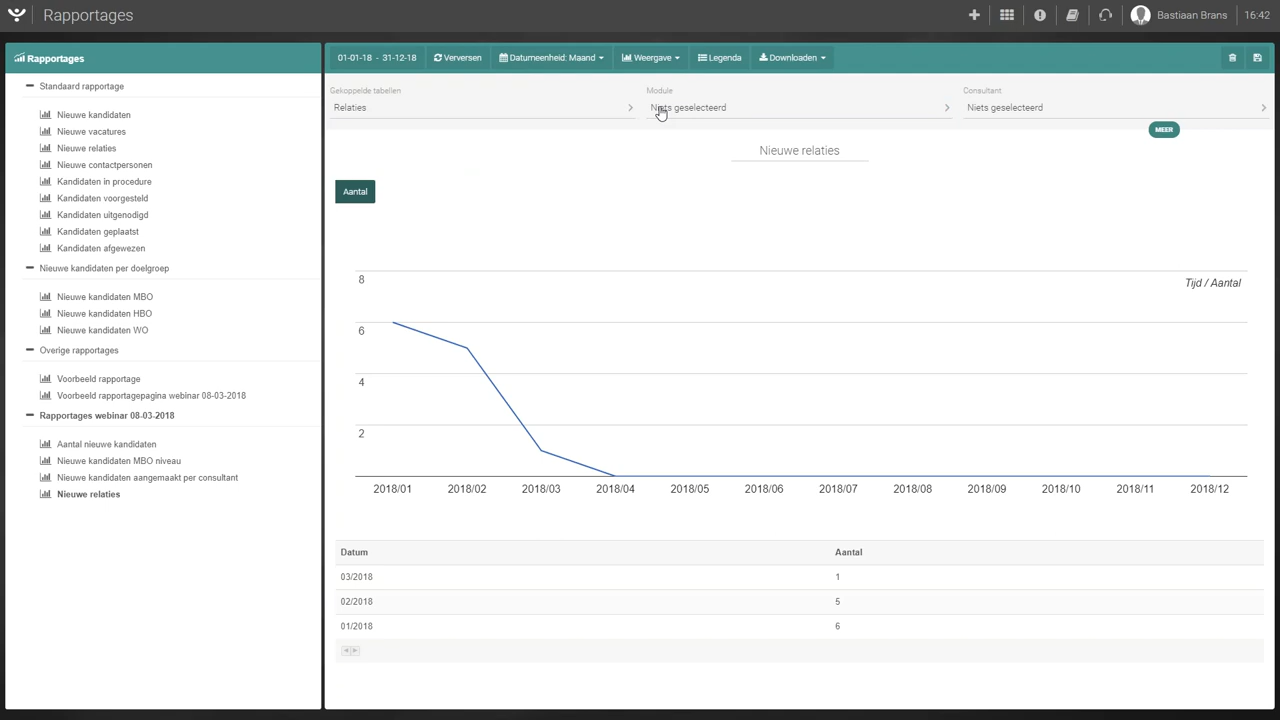 Rapportages
Bastiaan Brans
16:42
Rapportages
01-01-18 - 31-12-18
Verversen
Datumeenheid: Maand
Weergave
Legenda
Downloaden
Standaard rapportage
Nieuwe kandidaten
Nieuwe vacatures
Nieuwe relaties
Nieuwe contactpersonen
Kandidaten in procedure
Kandidaten voorgesteld
Kandidaten uitgenodigd
Kandidaten geplaatst
Kandidaten afgewezen
Nieuwe kandidaten per doelgroep
Nieuwe kandidaten MBO
Nieuwe kandidaten HBO
Nieuwe kandidaten WO
Overige rapportages
Voorbeeld rapportage
Voorbeeld rapportagepagina webinar 08-03-2018
Rapportages webinar 08-03-2018
Aantal nieuwe kandidaten
Nieuwe kandidaten MBO niveau
Nieuwe kandidaten aangemaakt per consultant
Nieuwe relaties
Gekoppelde tabellen
Relaties
Module
Niets geselecteerd
Consultant
Niets geselecteerd
MEER
Nieuwe relaties
Aantal
8
Tijd / Aantal
6
4
2
2018/01 2018/02 2018/03 2018/04 2018/05 2018/06 2018/07 2018/08 2018/09 2018/10 2018/11 2018/12
Datum Aantal
03/2018 1
02/2018 5
01/2018 6